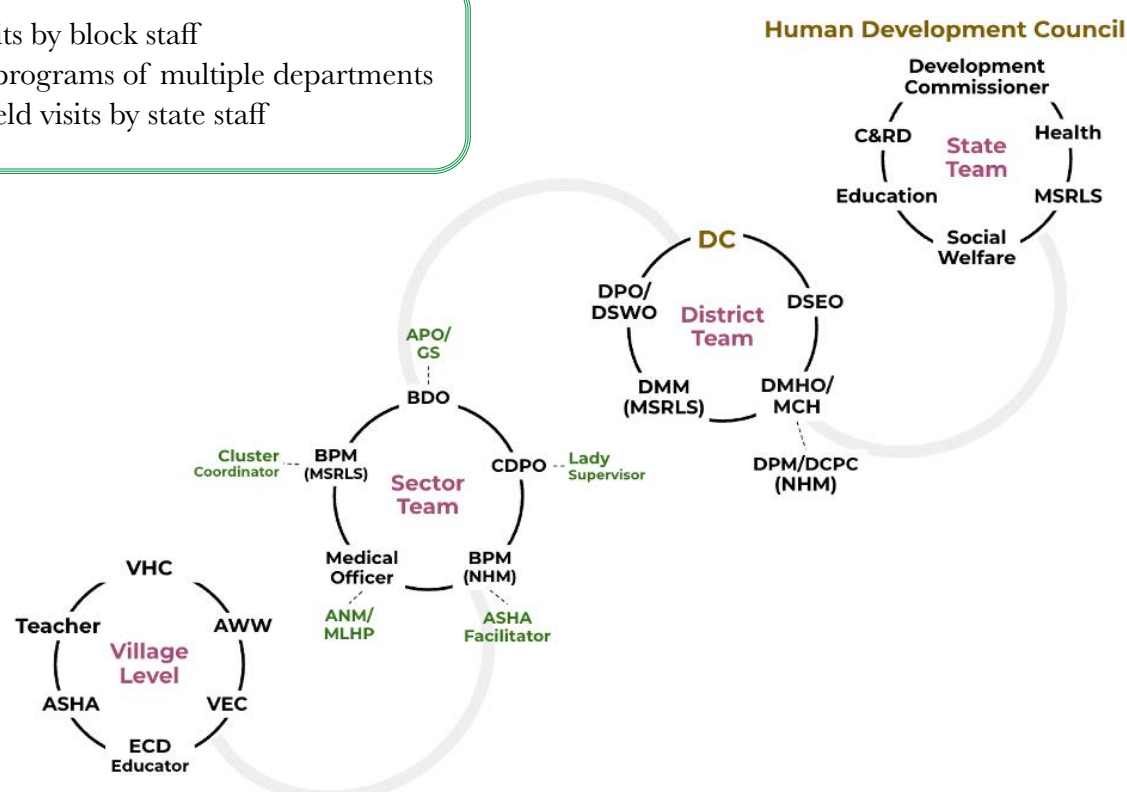 its by block staff
programs of multiple departments
eld visits by state staff
Human Development Council
Development
Commissioner
C&RD
Health
State
Team
Education
MSRLS
Social
Welfare
DC
DPO/
DSWO
DSEO
District
Team
DMM
(MSRLS)
DMHO/
MCH
DPM/DCPC
(NHM)
APO/
GS
BDO
Cluster
Coordinator
BPM
(MSRLS)
CDPO
Lady
Supervisor
Sector
Team
Medical
Officer
BPM
(NHM)
ANM/
MLHP
ASHA
Facilitator
VHC
Teacher
AWW
Village
Level
ASHA
VEC
ECD
Educator